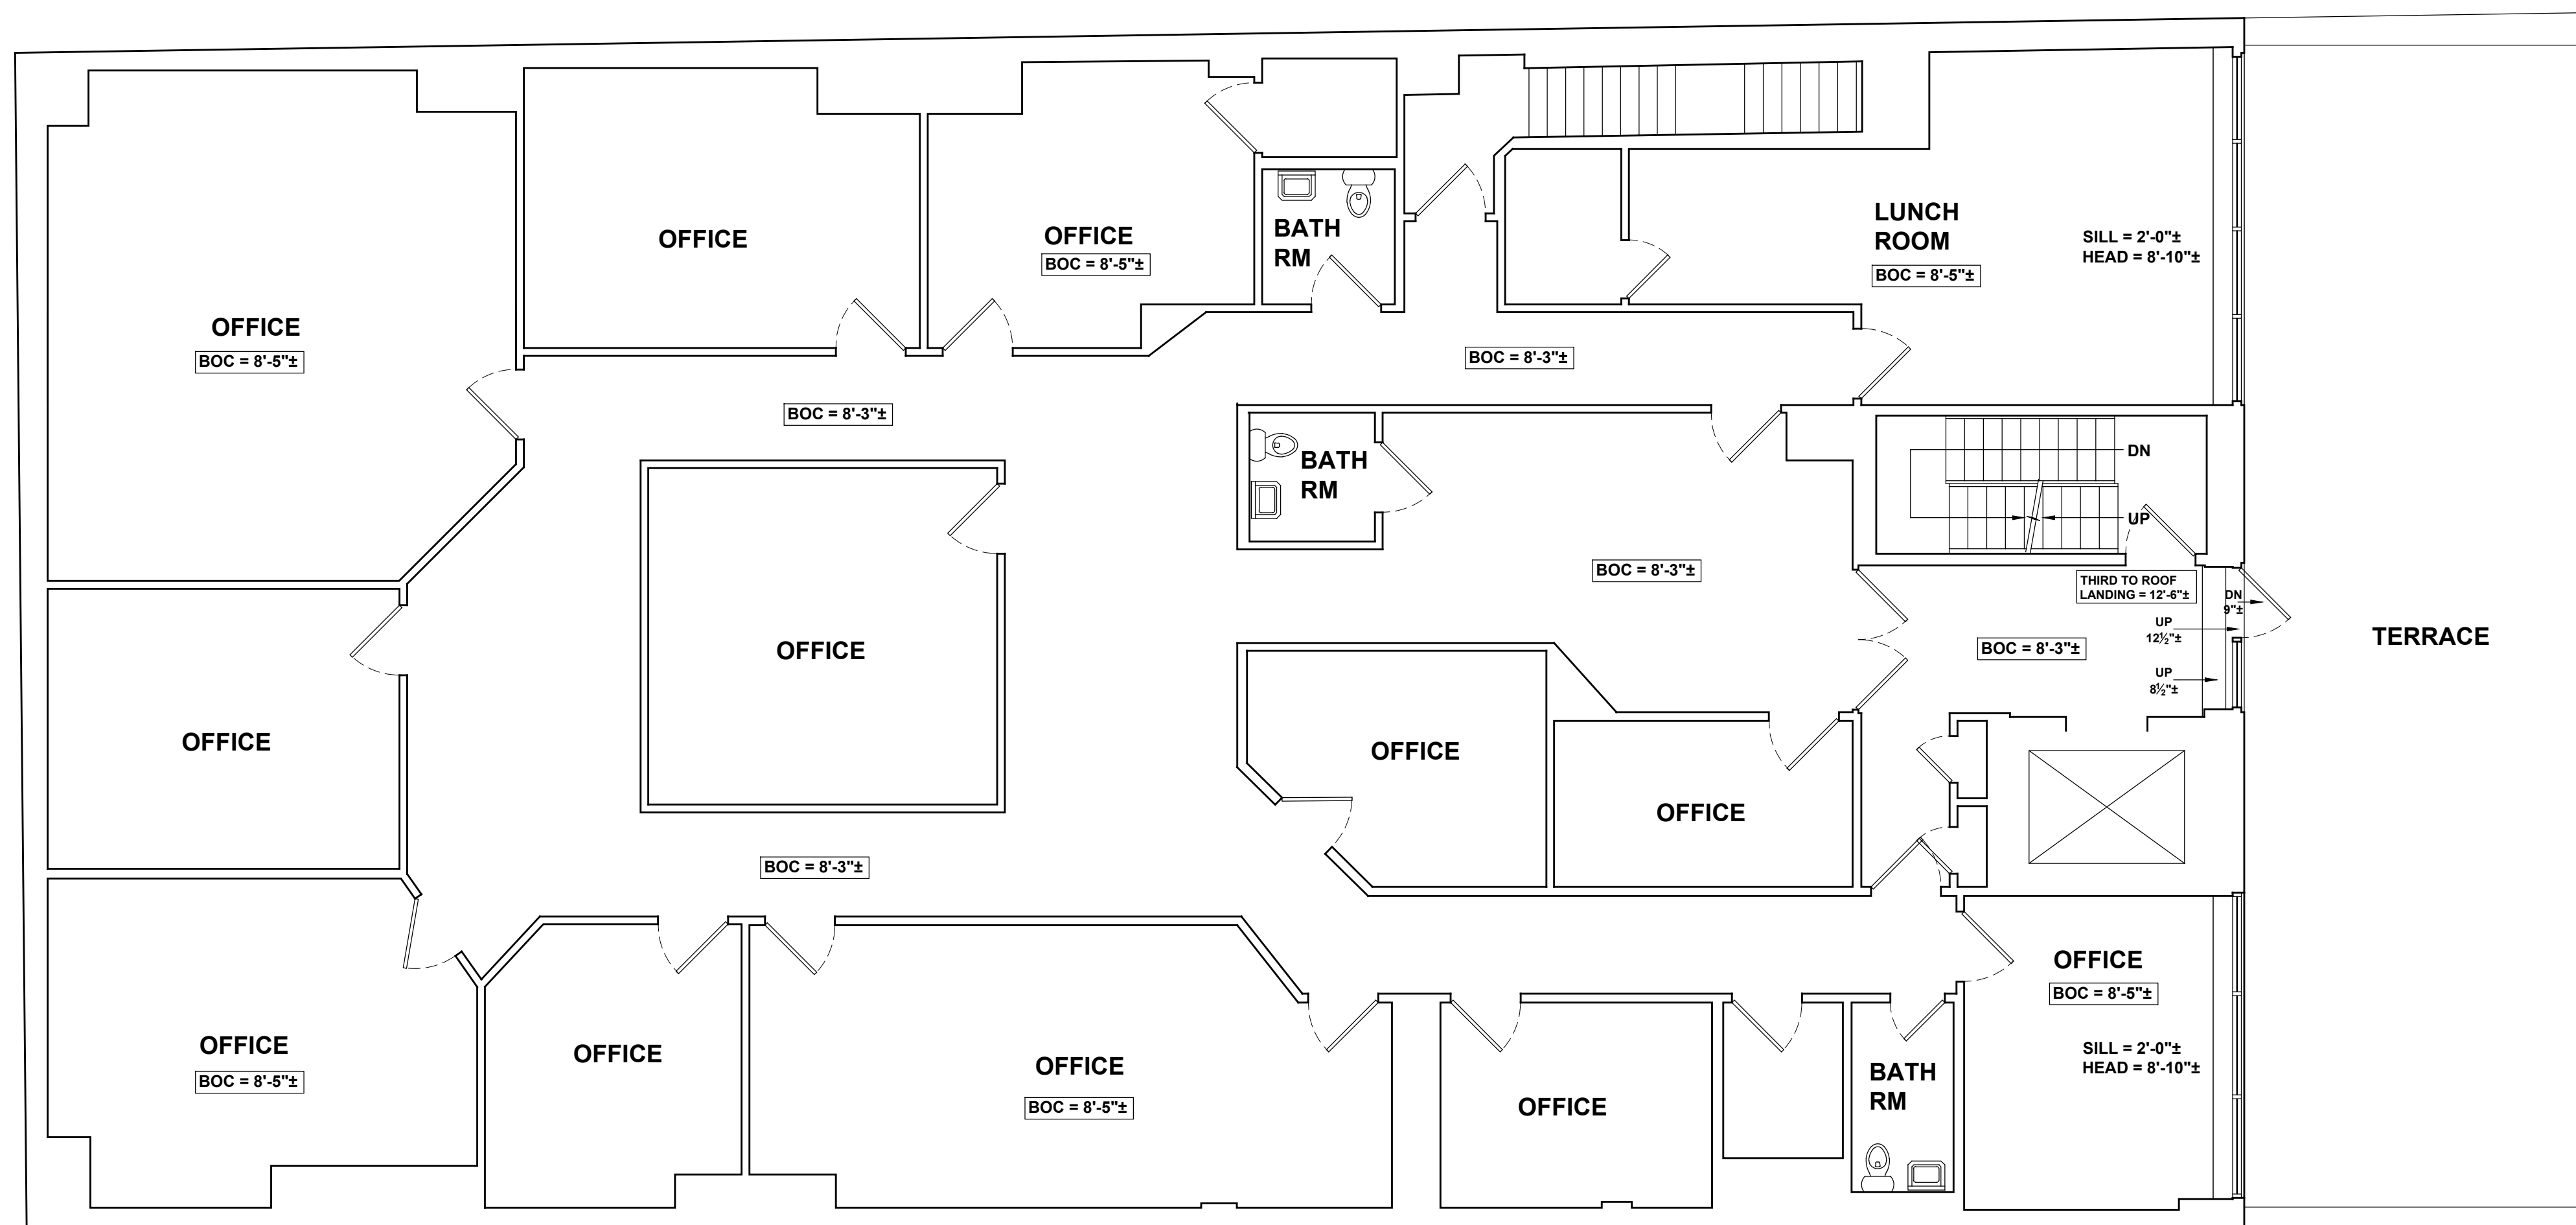 OFFICE
BOC = 8'-5"±
OFFICE
OFFICE
BOC = 8'-5"±
BATH
RM
LUNCH
ROOM
BOC = 8'-5"±
SILL = 2'-0"±
HEAD = 8'-10"±
BOC = 8'-3"±
BOC = 8'-3"±
BATH
RM
DN
UP
BOC = 8'-3"±
THIRD TO ROOF
LANDING = 12'-6"±
DN
9"±
UP
12½"±
BOC = 8'-3"±
UP
8½"±
TERRACE
OFFICE
OFFICE
OFFICE
OFFICE
BOC = 8'-3"±
OFFICE
OFFICE
BOC = 8'-5"±
OFFICE
OFFICE
BOC = 8'-5"±
OFFICE
BATH
RM
OFFICE
BOC = 8'-5"±
SILL = 2'-0"±
HEAD = 8'-10"±